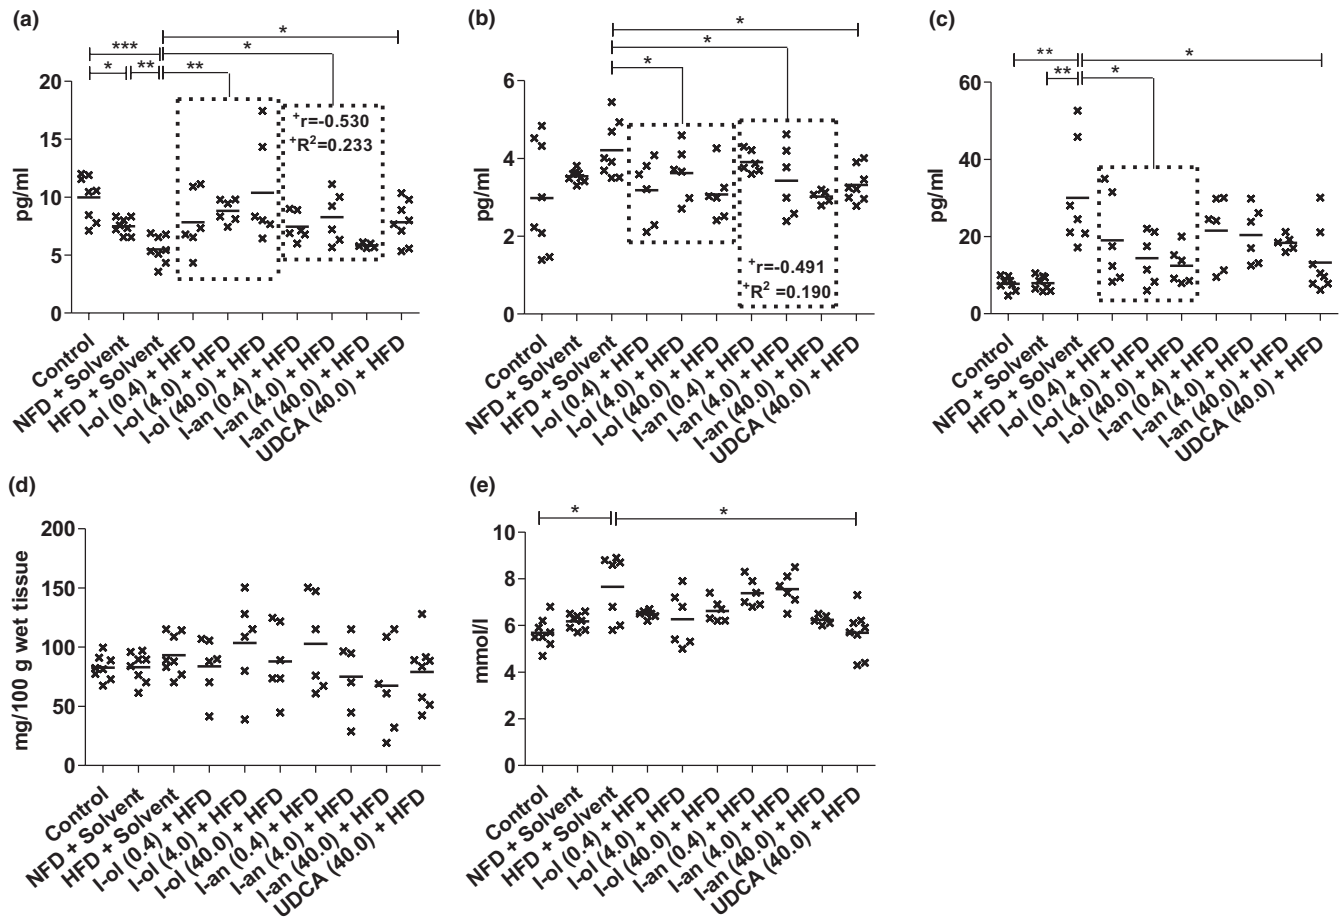 (a)
***
*
*
*
**
**
pg/ml
20
15
10
5
0
+r=-0.530
+R2=0.233
Control
NFD + Solvent
HFD + Solvent
I-ol (0.4) + HFD
I-ol (4.0) + HFD
I-ol (40.0) + HFD
I-an (0.4) + HFD
I-an (4.0) + HFD
I-an (40.0) + HFD
UDCA (40.0) + HFD
(b)
*
*
*
pg/ml
6
4
2
0
+r=-0.491
+R2 =0.190
Control
NFD + Solvent
HFD + Solvent
I-ol (0.4) + HFD
I-ol (4.0) + HFD
I-ol (40.0) + HFD
I-an (0.4) + HFD
I-an (4.0) + HFD
I-an (40.0) + HFD
UDCA (40.0) + HFD
(c)
**
*
**
*
pg/ml
60
40
20
0
Control
NFD + Solvent
HFD + Solvent
I-ol (0.4) + HFD
I-ol (4.0) + HFD
I-ol (40.0) + HFD
I-an (0.4) + HFD
I-an (4.0) + HFD
I-an (40.0) + HFD
UDCA (40.0) + HFD
(d)
mg/100 g wet tissue
200
150
100
50
0
Control
NFD + Solvent
HFD + Solvent
I-ol (0.4) + HFD
I-ol (4.0) + HFD
I-ol (40.0) + HFD
I-an (0.4) + HFD
I-an (4.0) + HFD
I-an (40.0) + HFD
UDCA (40.0) + HFD
(e)
*
*
mmol/l
10
8
6
4
2
0
Control
NFD + Solvent
HFD + Solvent
I-ol (0.4) + HFD
I-ol (4.0) + HFD
I-ol (40.0) + HFD
I-an (0.4) + HFD
I-an (4.0) + HFD
I-an (40.0) + HFD
UDCA (40.0) + HFD